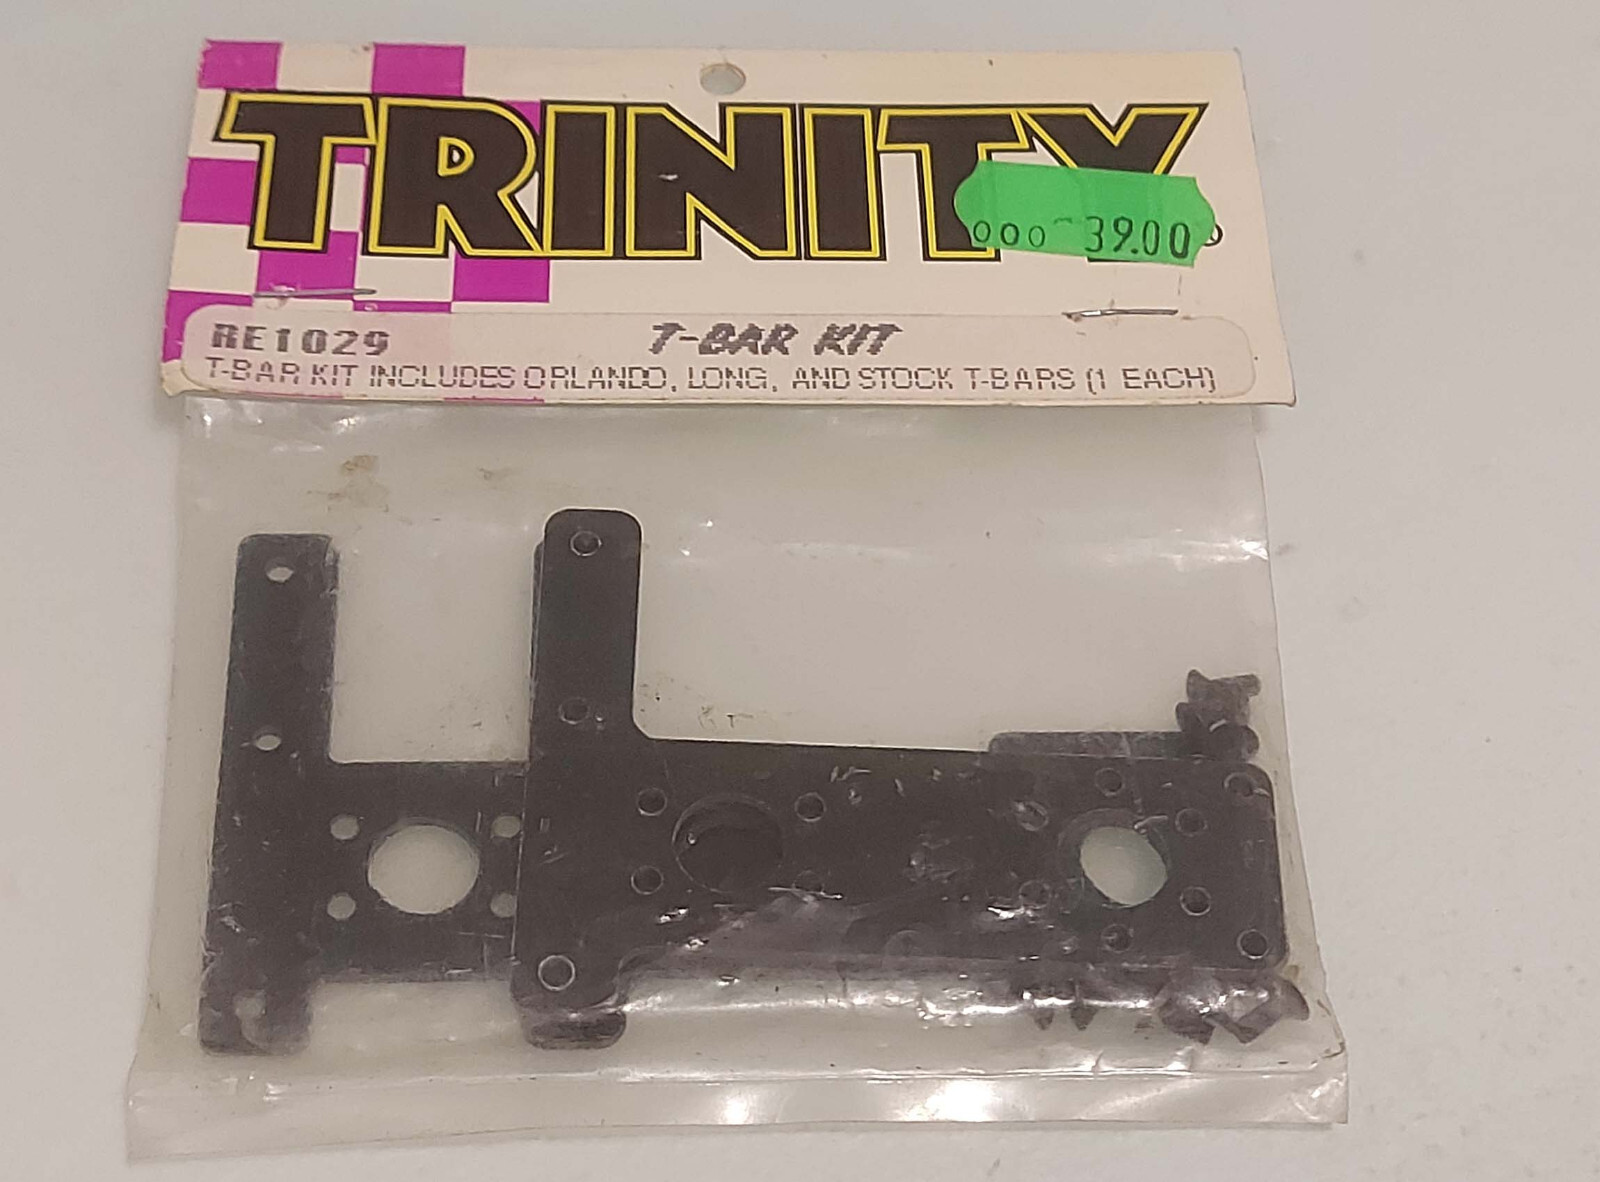 TRINITY
000 39.00
RE1029 T-BAR KIT
T-BAR KIT INCLUDES ORLANDO, LONG, AND STOCK T-BARS (1 EACH)